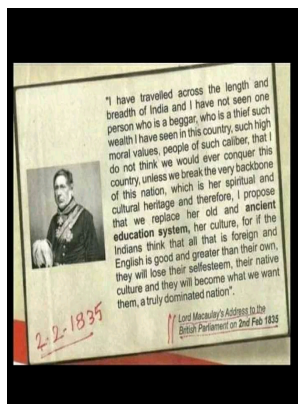 "I have travelled across the length and
breadth of India and I have not seen one
person who is a beggar, who is a thief such
wealth I have seen in this country, such high
moral values, people of such caliber, that I
do not think we would ever conquer this
country, unless we break the very backbone
of this nation, which is her spiritual and
cultural heritage and therefore, I propose
that we replace her old and ancient
education system, her culture, for if the
Indians think that all that is foreign and
English is good and greater than their own,
they will lose their selfesteem, their native
culture and they will become what we want
them, a truly dominated nation".
Lord Macaulay's Address to the
British Parliament on 2nd Feb 1835
2-2-1835